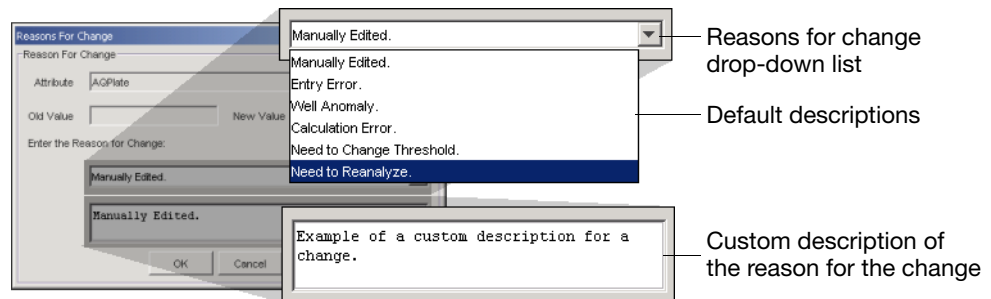 Reasons For Change
Reason For Change
Attribute AGPlate
Old Value New Value
Enter the Reason for Change:
Manually Edited.
Manually Edited.
OK Cancel
Manually Edited.
Manually Edited.
Entry Error.
Well Anomaly.
Calculation Error.
Need to Change Threshold.
Need to Reanalyze.
Example of a custom description for a
change.
Reasons for change
drop-down list
Default descriptions
Custom description of
the reason for the change